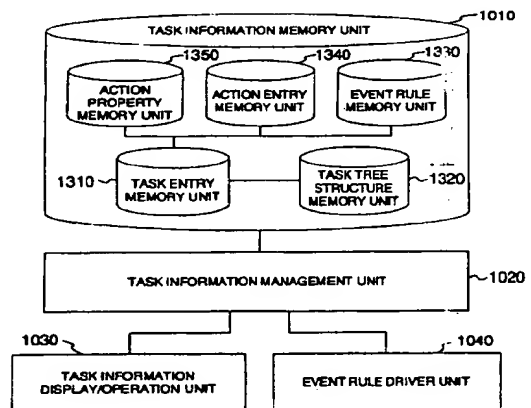 1010
TASK INFORMATION MEMORY UNIT
1350
1340
1330
ACTION
PROPERTY
MEMORY UNIT
ACTION ENTRY
MEMORY UNIT
EVENT RULE
MEMORY UNIT
1310
TASK ENTRY
MEMORY UNIT
TASK TREE
STRUCTURE
MEMORY UNIT
1320
TASK INFORMATION MANAGEMENT UNIT
1020
1030
1040
TASK INFORMATION
DISPLAY/OPERATION UNIT
EVENT RULE DRIVER UNIT